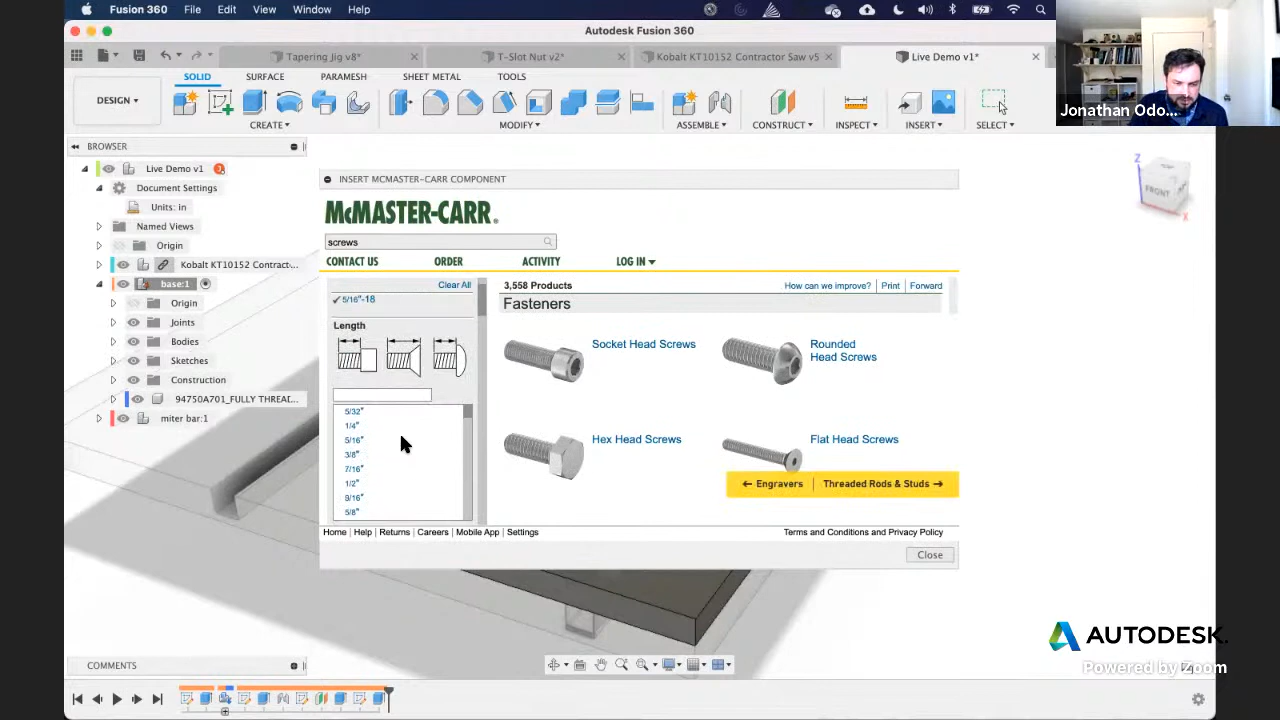 Fusion 360 File Edit View Window Help
Autodesk Fusion 360
Tapering Jig v8*
T-Slot Nut v2*
Kobalt KT10152 Contractor Saw v5
Live Demo v1*
Jonathan Odo...
DESIGN
SOLID SURFACE PARAMESH SHEET METAL TOOLS
CREATE MODIFY ASSEMBLE CONSTRUCT INSPECT INSERT SELECT
BROWSER
Live Demo v1
Document Settings
Units: in
Named Views
Origin
Kobalt KT10152 Contract...
base:1
Origin
Joints
Bodies
Sketches
Construction
94750A701_FULLY THREAD...
miter bar:1
INSERT MCMASTER-CARR COMPONENT
McMASTER-CARR®
screws
CONTACT US ORDER ACTIVITY LOG IN
Clear All
5/16"-18
Length
5/32"
1/4"
5/16"
3/8"
7/16"
1/2"
9/16"
5/8"
3,558 Products
How can we improve? | Print | Forward
Fasteners
Socket Head Screws
Rounded
Head Screws
Hex Head Screws
Flat Head Screws
Engravers | Threaded Rods & Studs
Home | Help | Returns | Careers | Mobile App | Settings
Terms and Conditions and Privacy Policy
Close
Z
FRONT
X
AUTODESK.
Powered by Zoom
COMMENTS